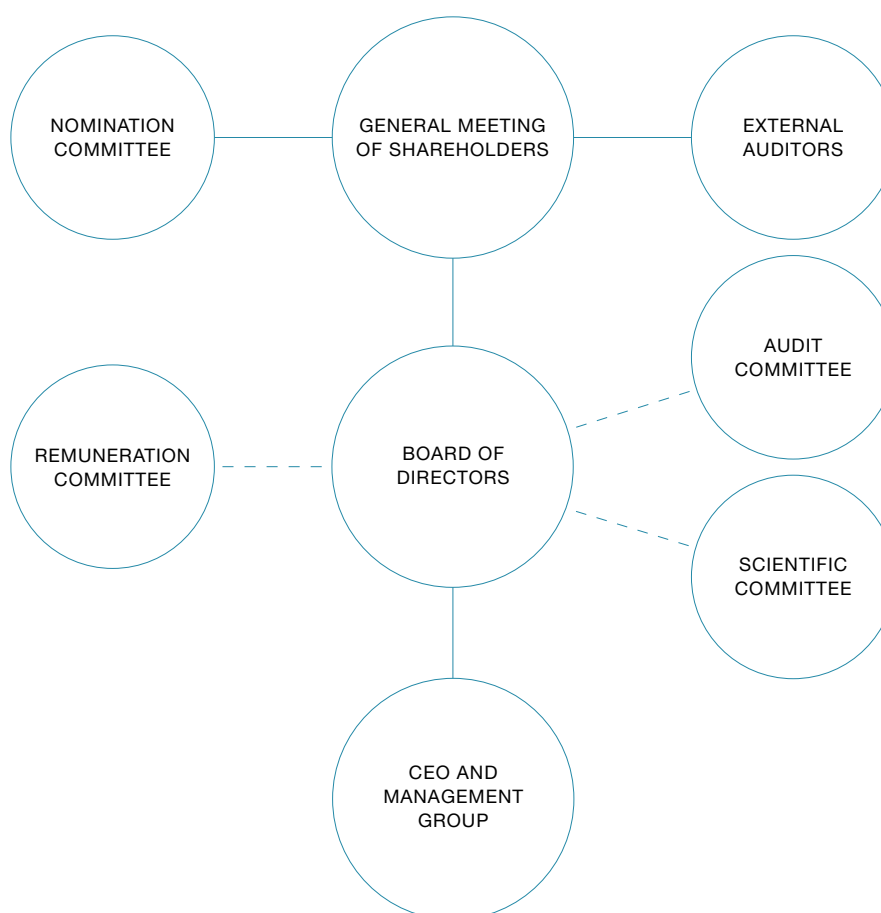 NOMINATION
COMMITTEE
GENERAL MEETING
OF SHAREHOLDERS
EXTERNAL
AUDITORS
AUDIT
COMMITTEE
REMUNERATION
COMMITTEE
BOARD OF
DIRECTORS
SCIENTIFIC
COMMITTEE
CEO AND
MANAGEMENT
GROUP